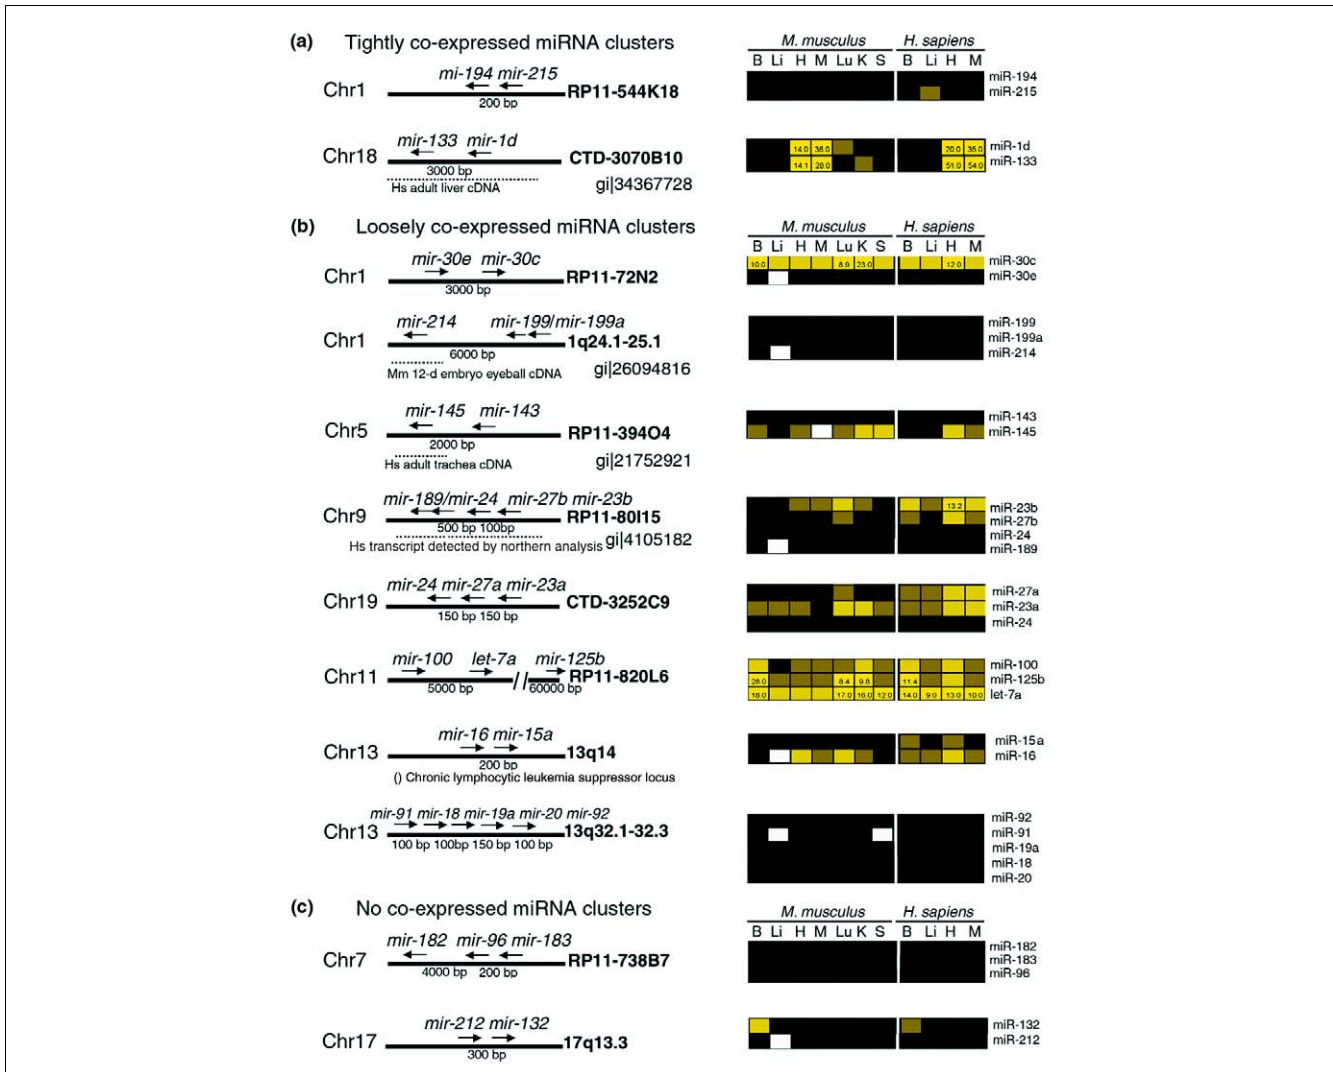 (a) Tightly co-expressed miRNA clusters
M. musculus H. sapiens
B Li H M Lu K S B Li H M
mi-194 mir-215
Chr1 RP11-544K18
200 bp
miR-194
miR-215
mir-133 mir-1d
Chr18 CTD-3070B10
3000 bp
Hs adult liver cDNA gi|34367728
14.0 38.0 20.0 35.0 miR-1d
14.1 28.0 51.0 54.0 miR-133
(b) Loosely co-expressed miRNA clusters
M. musculus H. sapiens
B Li H M Lu K S B Li H M
mir-30e mir-30c
Chr1 RP11-72N2
3000 bp
10.0 8.9 23.0 12.0 miR-30c
miR-30e
mir-214 mir-199/mir-199a
Chr1 1q24.1-25.1
6000 bp
Mm 12-d embryo eyeball cDNA gi|26094816
miR-199
miR-199a
miR-214
mir-145 mir-143
Chr5 RP11-394O4
2000 bp
Hs adult trachea cDNA gi|21752921
miR-143
miR-145
mir-189/mir-24 mir-27b mir-23b
Chr9 RP11-80I15
500 bp 100bp
Hs transcript detected by northern analysis gi|4105182
13.2 miR-23b
miR-27b
miR-24
miR-189
mir-24 mir-27a mir-23a
Chr19 CTD-3252C9
150 bp 150 bp
miR-27a
miR-23a
miR-24
mir-100 let-7a mir-125b
Chr11 // RP11-820L6
5000 bp 60000 bp
miR-100
28.0 8.4 9.8 11.4 miR-125b
18.0 17.0 16.0 12.0 14.0 9.0 13.0 10.0 let-7a
mir-16 mir-15a
Chr13 13q14
200 bp
() Chronic lymphocytic leukemia suppressor locus
miR-15a
miR-16
mir-91 mir-18 mir-19a mir-20 mir-92
Chr13 13q32.1-32.3
100 bp 100bp 150 bp 100 bp
miR-92
miR-91
miR-19a
miR-18
miR-20
(c) No co-expressed miRNA clusters
M. musculus H. sapiens
B Li H M Lu K S B Li H M
mir-182 mir-96 mir-183
Chr7 RP11-738B7
4000 bp 200 bp
miR-182
miR-183
miR-96
mir-212 mir-132
Chr17 17q13.3
300 bp
miR-132
miR-212